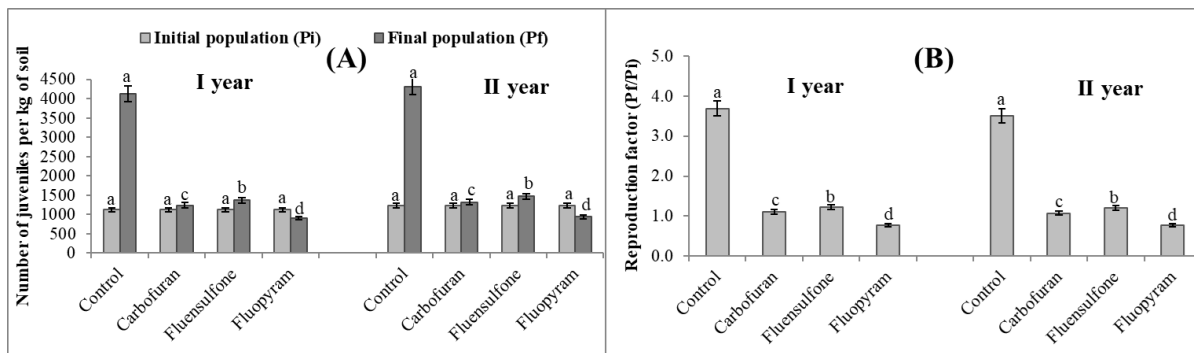 Initial population (Pi) Final population (Pf)
(A)
I year
II year
Number of juveniles per kg of soil
4500
4000
3500
3000
2500
2000
1500
1000
500
0
a a a c a b a d
a a a c a b a d
Control Carbofuran Fluensulfone Fluopyram
Control Carbofuran Fluensulfone Fluopyram
(B)
I year
II year
Reproduction factor (Pf/Pi)
5.0
4.0
3.0
2.0
1.0
0.0
a c b d
a c b d
Control Carbofuran Fluensulfone Fluopyram
Control Carbofuran Fluensulfone Fluopyram